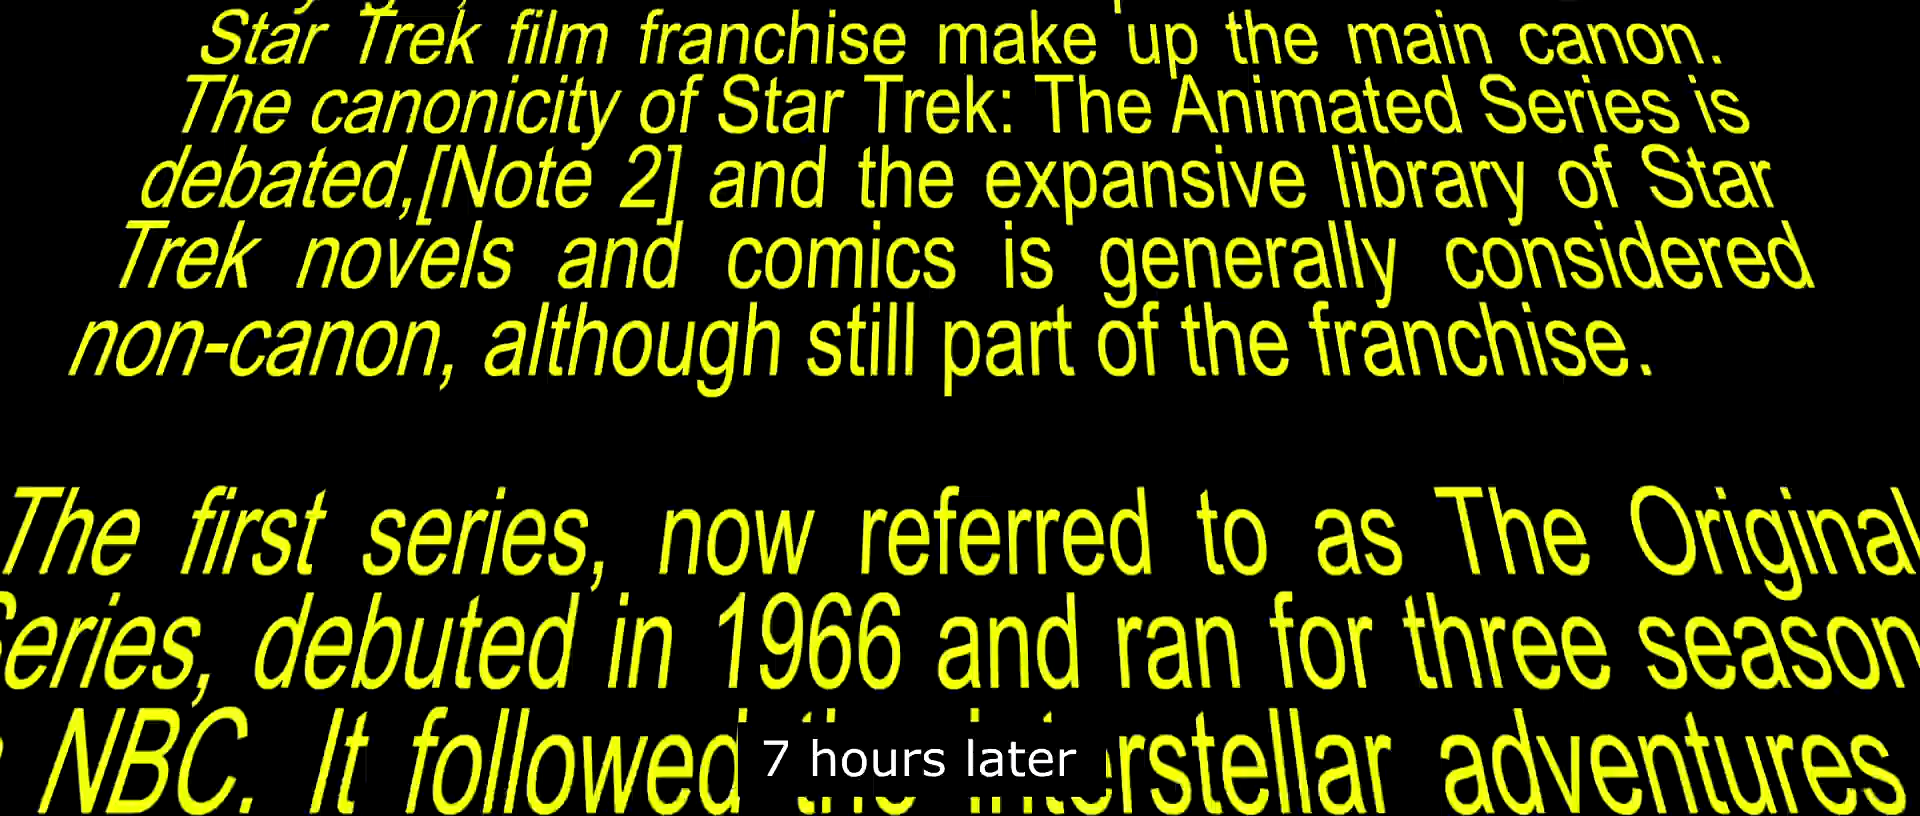 Star Trek film franchise make up the main canon.
The canonicity of Star Trek: The Animated Series is
debated,[Note 2] and the expansive library of Star
Trek novels and comics is generally considered
non-canon, although still part of the franchise.
The first series, now referred to as The Original
Series, debuted in 1966 and ran for three season
NBC. It followed the interstellar adventures
7 hours later